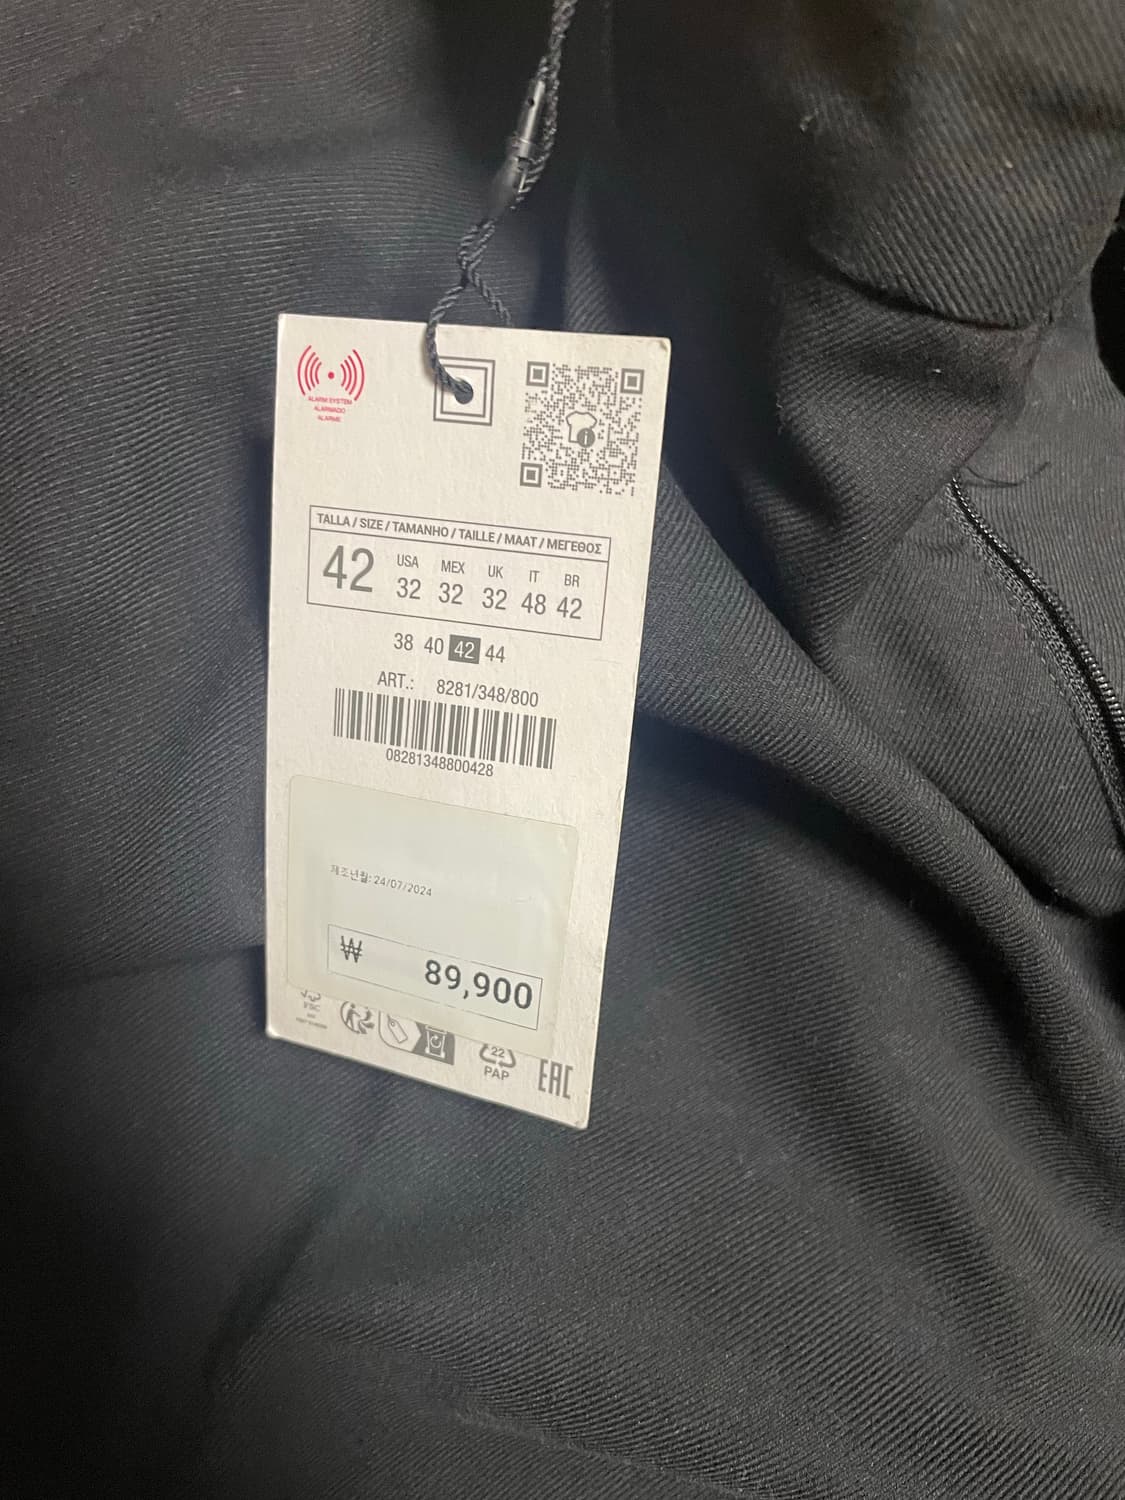 ALARM SYSTEM
ALARMADO
ALARME
TALLA / SIZE / TAMANHO / TAILLE / MAAT / ΜΕΓΕΘΟΣ
42 USA 32 MEX 32 UK 32 IT 48 BR 42
38 40 42 44
ART.: 8281/348/800
08281348800428
제조년월: 24/07/2024
₩ 89,900
22
PAP
EAC